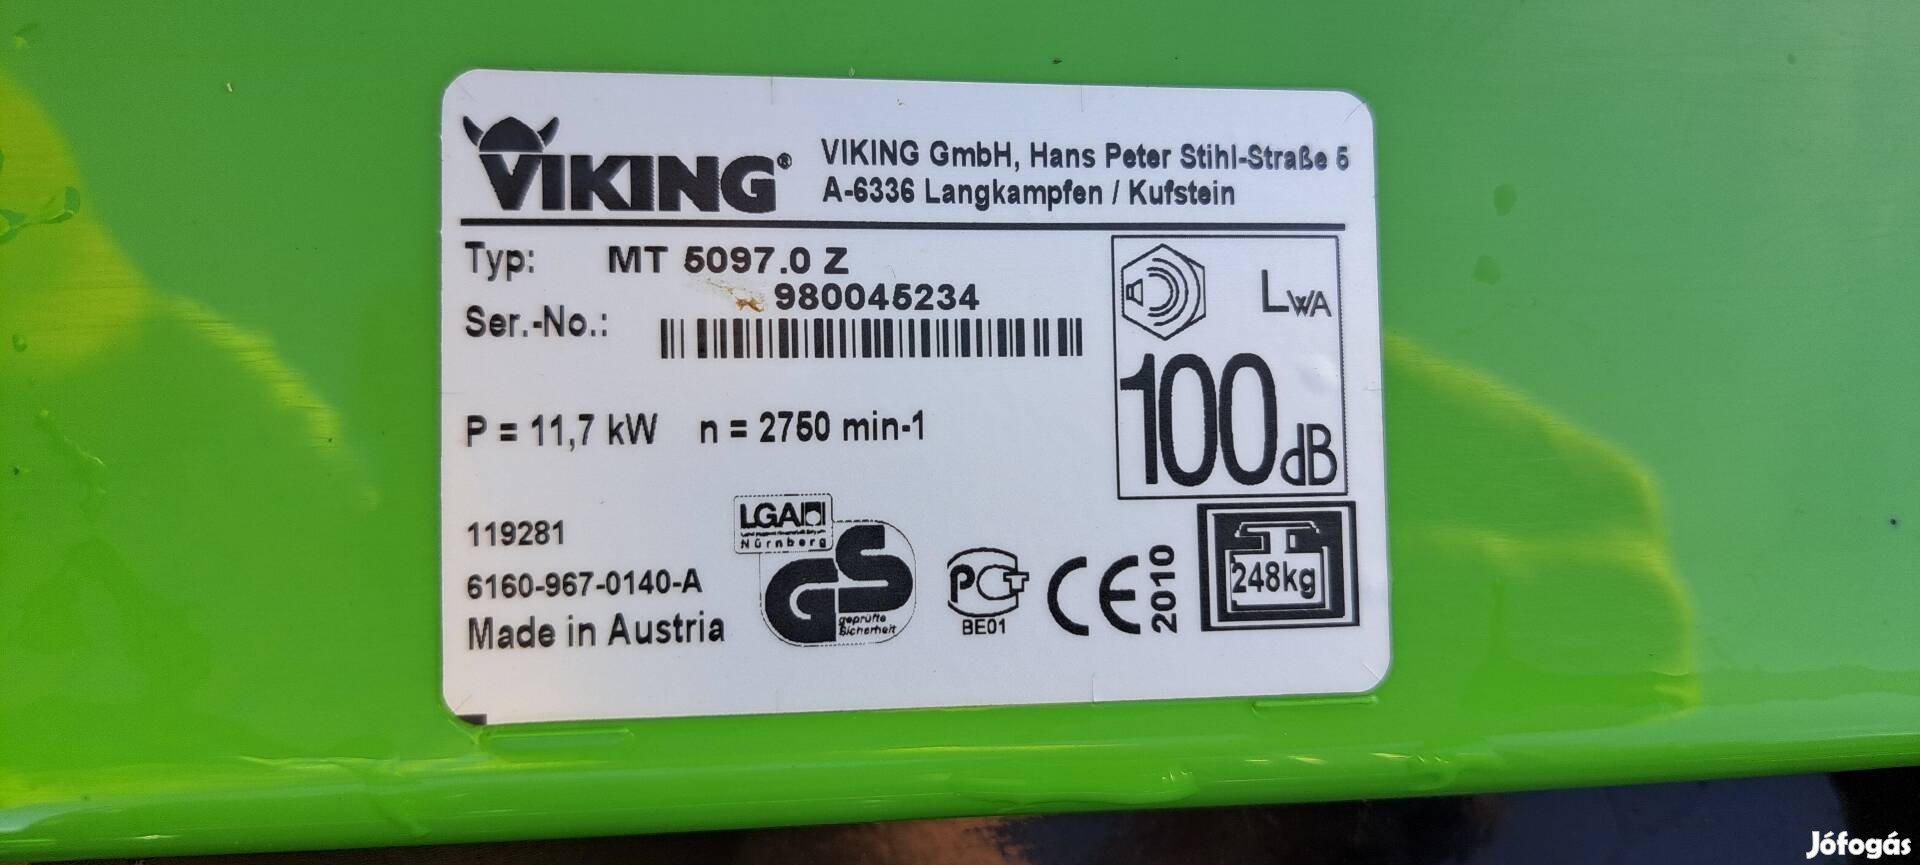 VIKING®
VIKING GmbH, Hans Peter Stihl-Straße 5
A-6336 Langkampfen / Kufstein
Typ: MT 5097.0 Z
980045234
Ser.-No.:
LWA
100 dB
P = 11,7 kW n = 2750 min-1
119281
6160-967-0140-A
Made in Austria
LGA
Nürnberg
GS
geprüfte
Sicherheit
PCT
BE01
CE 2010
248kg
Jófogás